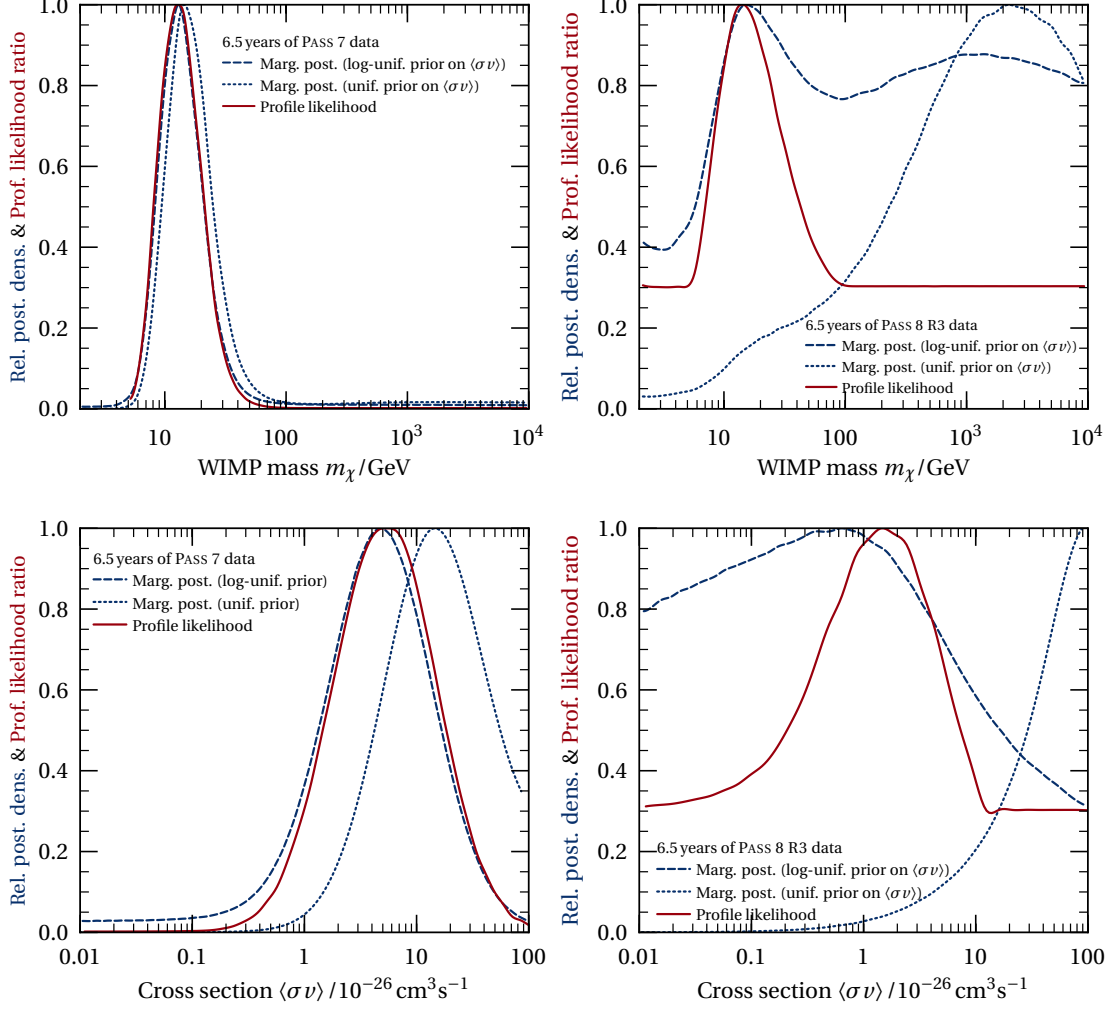 Rel. post. dens. & Prof. likelihood ratio
1.0
0.8
0.6
0.4
0.2
0.0
6.5 years of PASS 7 data
Marg. post. (log-unif. prior on ⟨σv⟩)
Marg. post. (unif. prior on ⟨σv⟩)
Profile likelihood
10 100 10³ 10⁴
WIMP mass mχ/GeV
Rel. post. dens. & Prof. likelihood ratio
1.0
0.8
0.6
0.4
0.2
0.0
6.5 years of PASS 8 R3 data
Marg. post. (log-unif. prior on ⟨σv⟩)
Marg. post. (unif. prior on ⟨σv⟩)
Profile likelihood
10 100 10³ 10⁴
WIMP mass mχ/GeV
Rel. post. dens. & Prof. likelihood ratio
1.0
0.8
0.6
0.4
0.2
0.0
6.5 years of PASS 7 data
Marg. post. (log-unif. prior)
Marg. post. (unif. prior)
Profile likelihood
0.01 0.1 1 10 100
Cross section ⟨σv⟩/10⁻²⁶ cm³s⁻¹
Rel. post. dens. & Prof. likelihood ratio
1.0
0.8
0.6
0.4
0.2
0.0
6.5 years of PASS 8 R3 data
Marg. post. (log-unif. prior on ⟨σv⟩)
Marg. post. (unif. prior on ⟨σv⟩)
Profile likelihood
0.01 0.1 1 10 100
Cross section ⟨σv⟩/10⁻²⁶ cm³s⁻¹